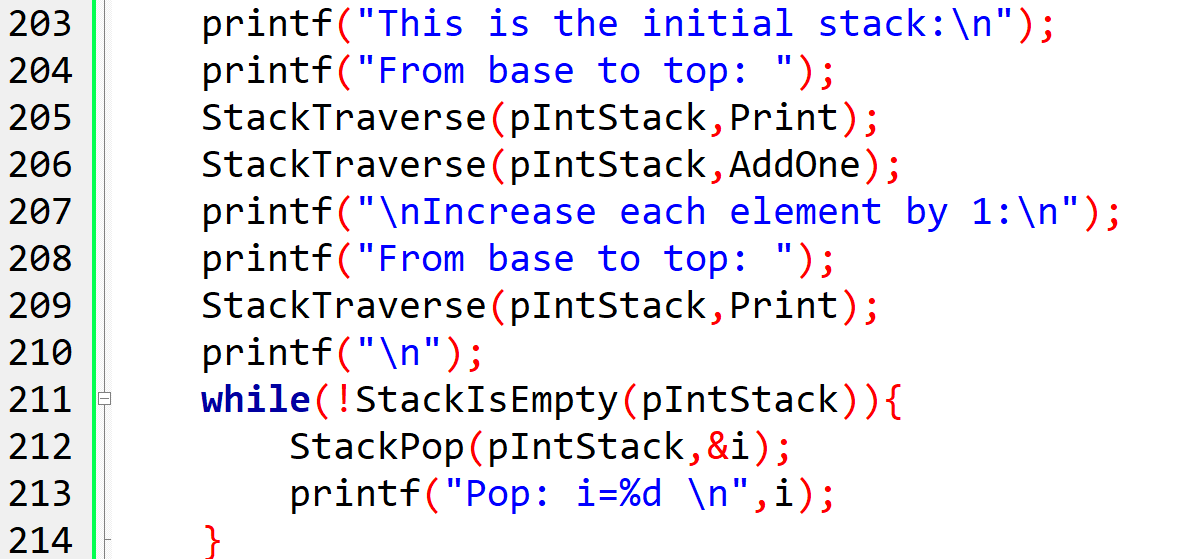 203 printf("This is the initial stack:\n");
204 printf("From base to top: ");
205 StackTraverse(pIntStack,Print);
206 StackTraverse(pIntStack,AddOne);
207 printf("\nIncrease each element by 1:\n");
208 printf("From base to top: ");
209 StackTraverse(pIntStack,Print);
210 printf("\n");
211 while(!StackIsEmpty(pIntStack)){
212     StackPop(pIntStack,&i);
213     printf("Pop: i=%d \n",i);
214 }